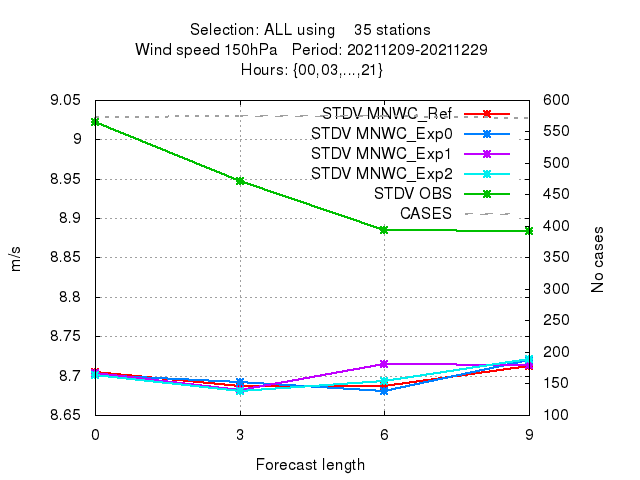 Selection: ALL using 35 stations
Wind speed 150hPa Period: 20211209-20211229
Hours: {00,03,...,21}
9.05 600
STDV MNWC_Ref
9 550
STDV MNWC_Exp0
500
STDV MNWC_Exp1
8.95 450
STDV MNWC_Exp2
STDV OBS
8.9 400
CASES
8.85 350
m/s
No cases
300
8.8
250
8.75 200
8.7 150
8.65 100
0 3 6 9
Forecast length